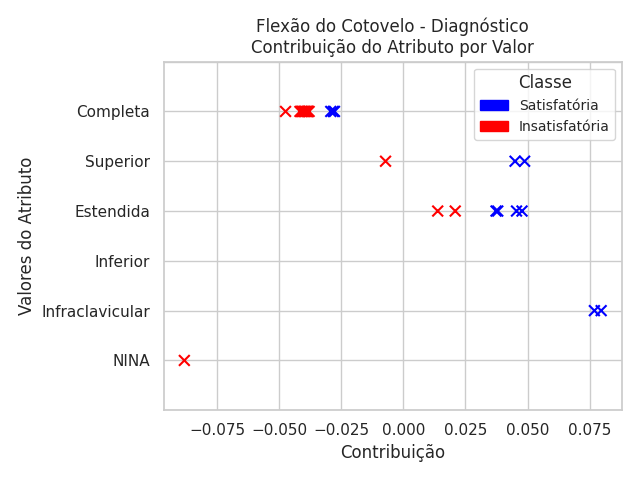 Flexão do Cotovelo - Diagnóstico
Contribuição do Atributo por Valor
Classe
Satisfatória
Insatisfatória
Valores do Atributo
Completa
Superior
Estendida
Inferior
Infraclavicular
NINA
−0.075 −0.050 −0.025 0.000 0.025 0.050 0.075
Contribuição